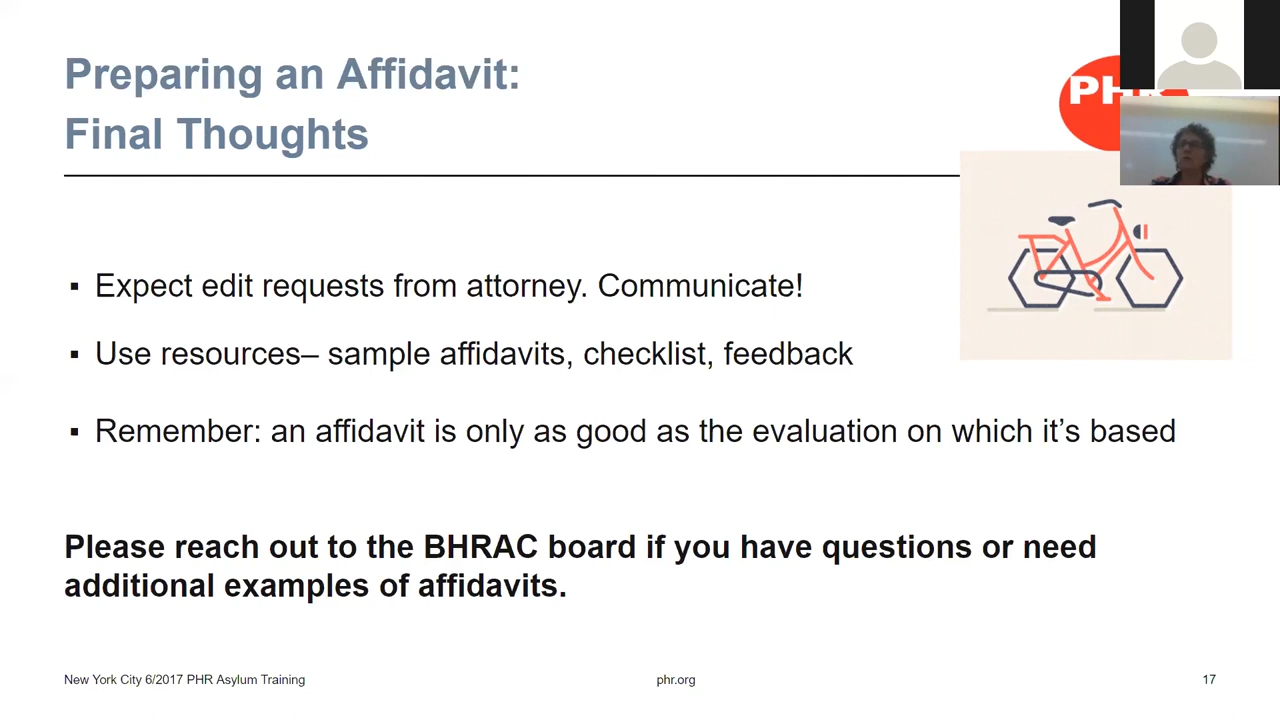 Preparing an Affidavit:
Final Thoughts
▪ Expect edit requests from attorney. Communicate!
▪ Use resources– sample affidavits, checklist, feedback
▪ Remember: an affidavit is only as good as the evaluation on which it’s based
Please reach out to the BHRAC board if you have questions or need
additional examples of affidavits.
New York City 6/2017 PHR Asylum Training
phr.org
17